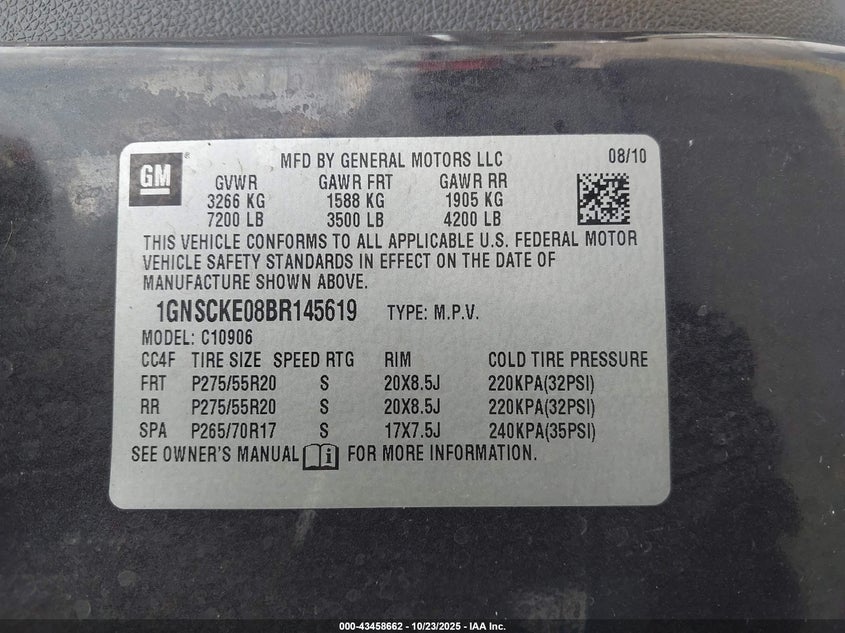 GM ®
MFD BY GENERAL MOTORS LLC 08/10
GVWR GAWR FRT GAWR RR
3266 KG 1588 KG 1905 KG
7200 LB 3500 LB 4200 LB
THIS VEHICLE CONFORMS TO ALL APPLICABLE U.S. FEDERAL MOTOR
VEHICLE SAFETY STANDARDS IN EFFECT ON THE DATE OF
MANUFACTURE SHOWN ABOVE.
1GNSCKE08BR145619 TYPE: M.P.V.
MODEL: C10906
CC4F TIRE SIZE SPEED RTG RIM COLD TIRE PRESSURE
FRT P275/55R20 S 20X8.5J 220KPA(32PSI)
RR P275/55R20 S 20X8.5J 220KPA(32PSI)
SPA P265/70R17 S 17X7.5J 240KPA(35PSI)
SEE OWNER'S MANUAL i FOR MORE INFORMATION.
000-43458662 - 10/23/2025 - IAA Inc.